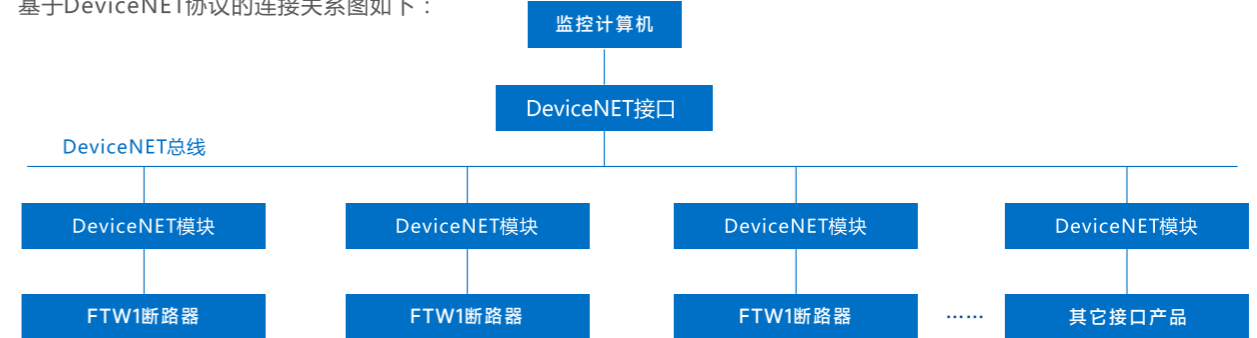 基于DeviceNET协议的连接关系图如下：
监控计算机
DeviceNET接口
DeviceNET总线
DeviceNET模块 DeviceNET模块 DeviceNET模块 DeviceNET模块
FTW1断路器 FTW1断路器 FTW1断路器 …… 其它接口产品